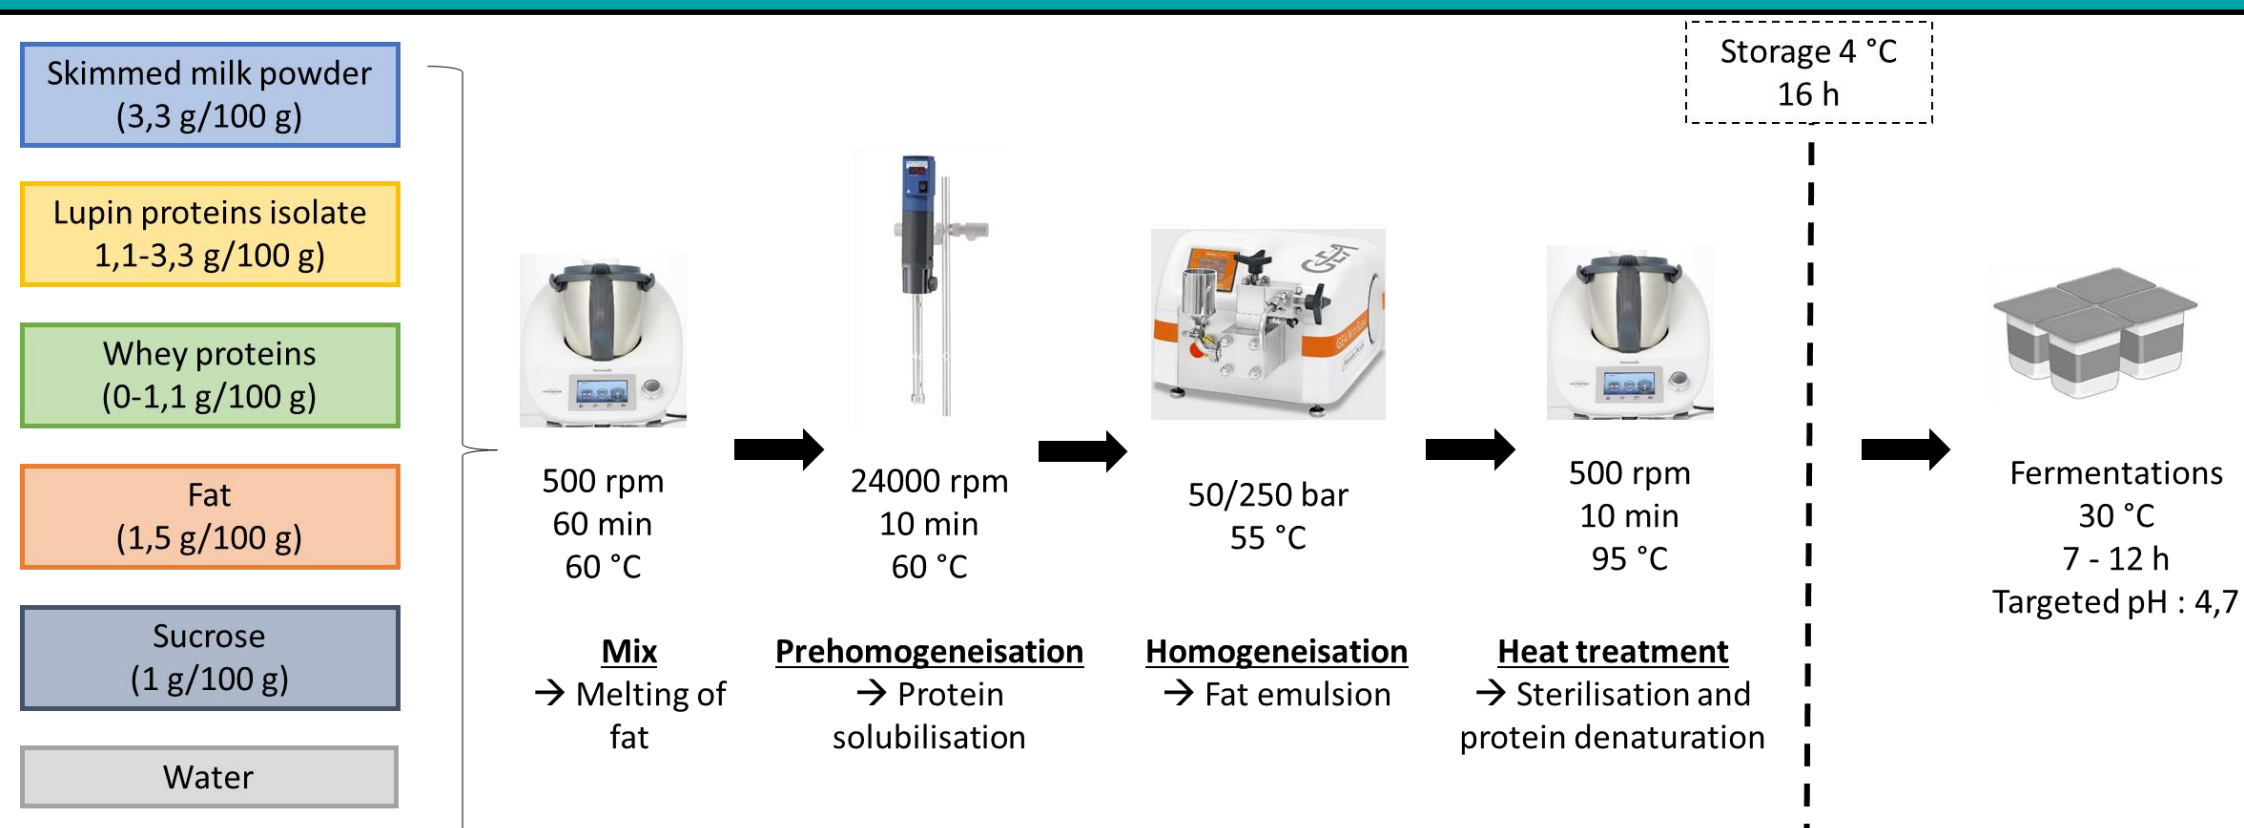 Skimmed milk powder
(3,3 g/100 g)
Lupin proteins isolate
1,1-3,3 g/100 g)
Whey proteins
(0-1,1 g/100 g)
Fat
(1,5 g/100 g)
Sucrose
(1 g/100 g)
Water
500 rpm
60 min
60 °C
Mix
→ Melting of
fat
24000 rpm
10 min
60 °C
Prehomogeneisation
→ Protein
solubilisation
GEA
50/250 bar
55 °C
Homogeneisation
→ Fat emulsion
500 rpm
10 min
95 °C
Heat treatment
→ Sterilisation and
protein denaturation
Storage 4 °C
16 h
Fermentations
30 °C
7 - 12 h
Targeted pH : 4,7